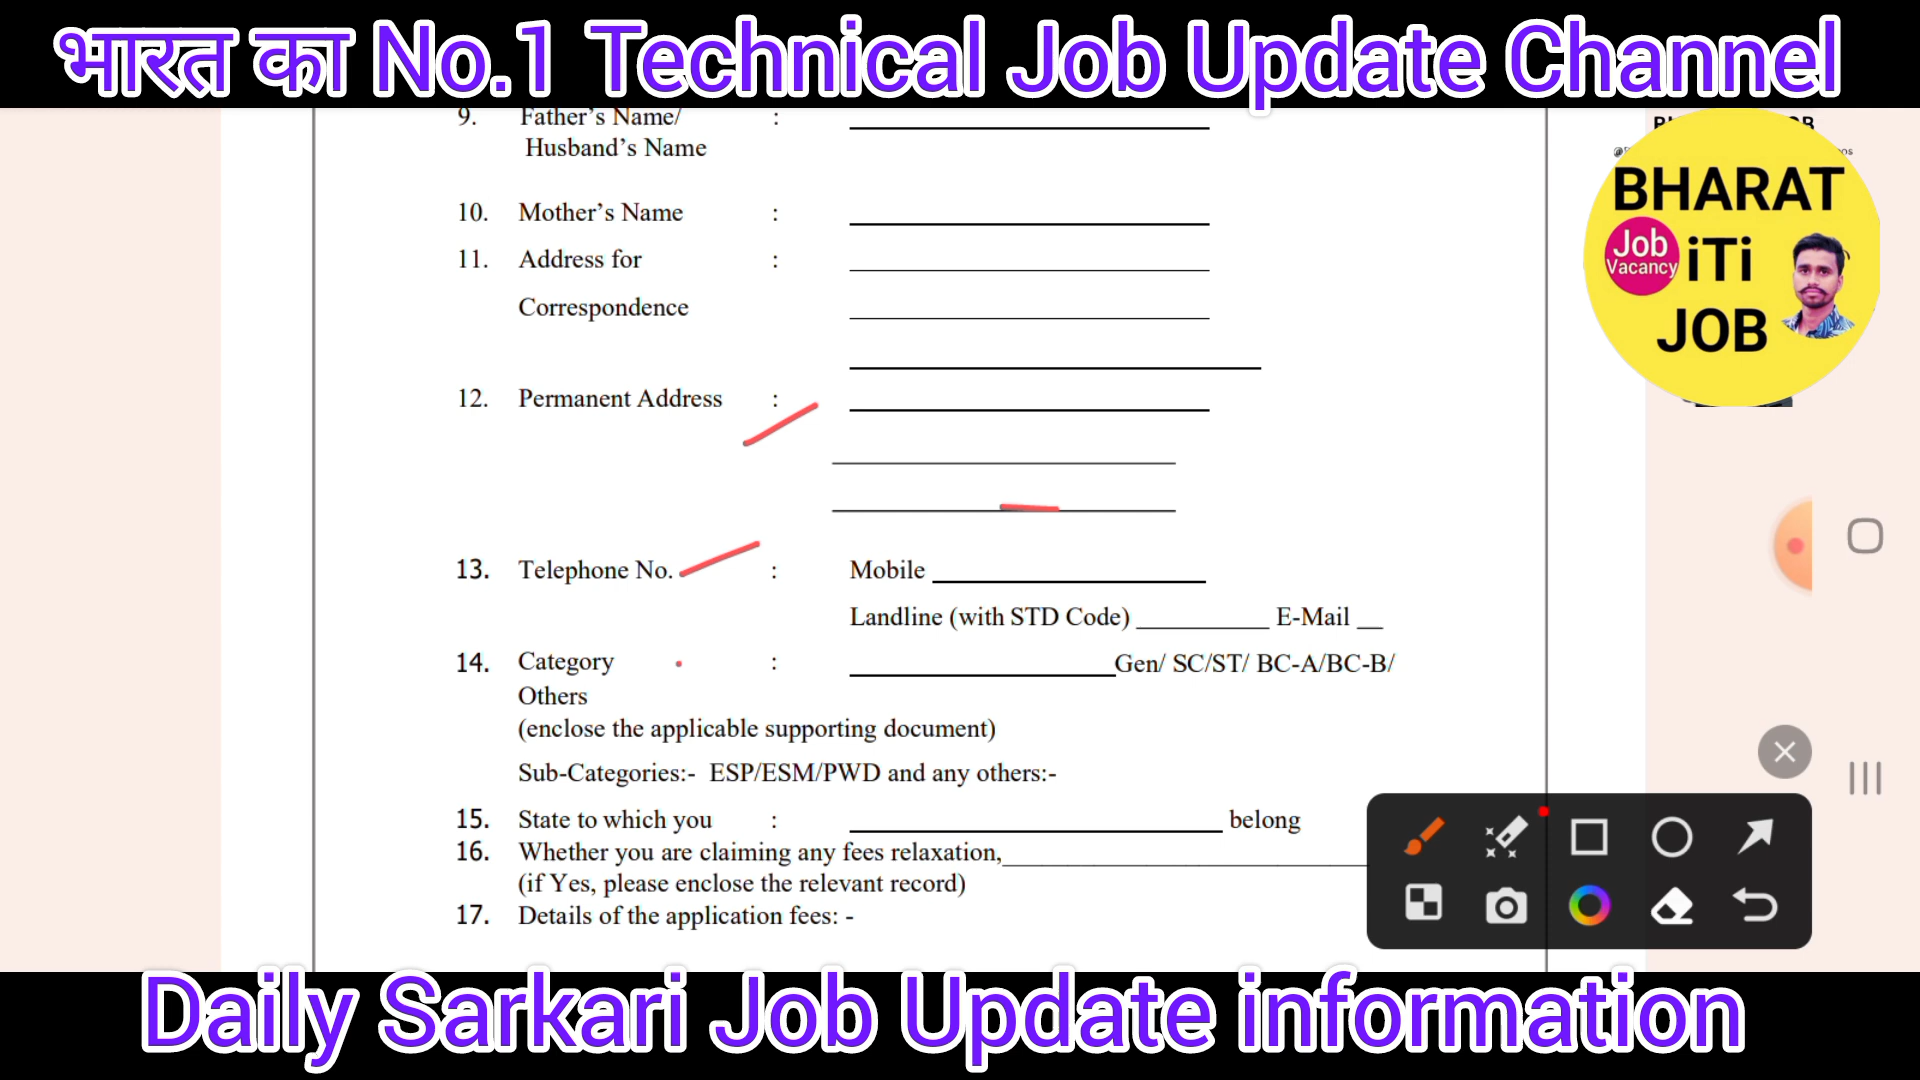 भारत का No.1 Technical Job Update Channel
9. Father's Name/ :
Husband's Name
10. Mother's Name :
11. Address for :
Correspondence
12. Permanent Address :
13. Telephone No. : Mobile
Landline (with STD Code) E-Mail
14. Category : Gen/ SC/ST/ BC-A/BC-B/
Others
(enclose the applicable supporting document)
Sub-Categories:- ESP/ESM/PWD and any others:-
15. State to which you : belong
16. Whether you are claiming any fees relaxation,
(if Yes, please enclose the relevant record)
17. Details of the application fees: -
BHARAT
Job
Vacancy
iTi
JOB
Daily Sarkari Job Update information